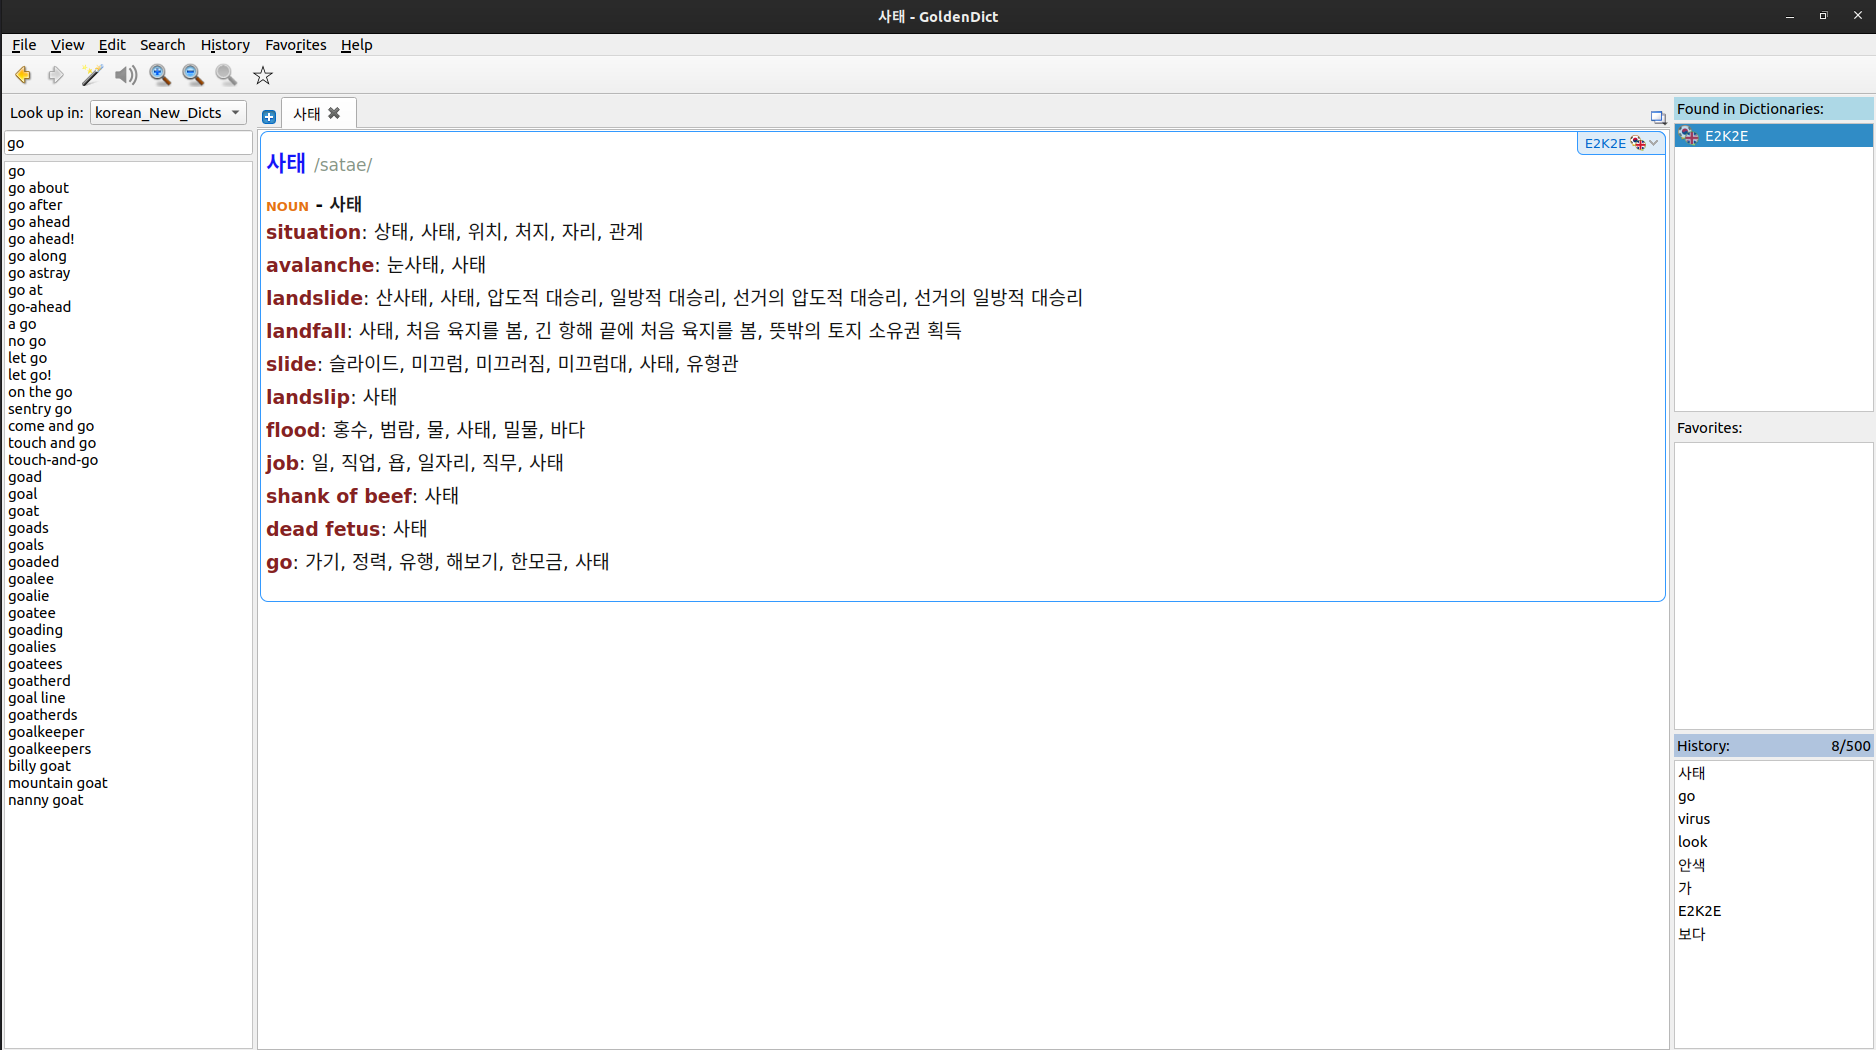 사태 - GoldenDict
File View Edit Search History Favorites Help
Look up in: korean_New_Dicts
go
go
go about
go after
go ahead
go ahead!
go along
go astray
go at
go-ahead
a go
no go
let go
let go!
on the go
sentry go
come and go
touch and go
touch-and-go
goad
goal
goat
goads
goals
goaded
goalee
goalie
goatee
goading
goalies
goatees
goatherd
goal line
goatherds
goalkeeper
goalkeepers
billy goat
mountain goat
nanny goat
사태
E2K2E
사태 /satae/
NOUN - 사태
situation: 상태, 사태, 위치, 처지, 자리, 관계
avalanche: 눈사태, 사태
landslide: 산사태, 사태, 압도적 대승리, 일방적 대승리, 선거의 압도적 대승리, 선거의 일방적 대승리
landfall: 사태, 처음 육지를 봄, 긴 항해 끝에 처음 육지를 봄, 뜻밖의 토지 소유권 획득
slide: 슬라이드, 미끄럼, 미끄러짐, 미끄럼대, 사태, 유형관
landslip: 사태
flood: 홍수, 범람, 물, 사태, 밀물, 바다
job: 일, 직업, 욥, 일자리, 직무, 사태
shank of beef: 사태
dead fetus: 사태
go: 가기, 정력, 유행, 해보기, 한모금, 사태
Found in Dictionaries:
E2K2E
Favorites:
History: 8/500
사태
go
virus
look
안색
가
E2K2E
보다